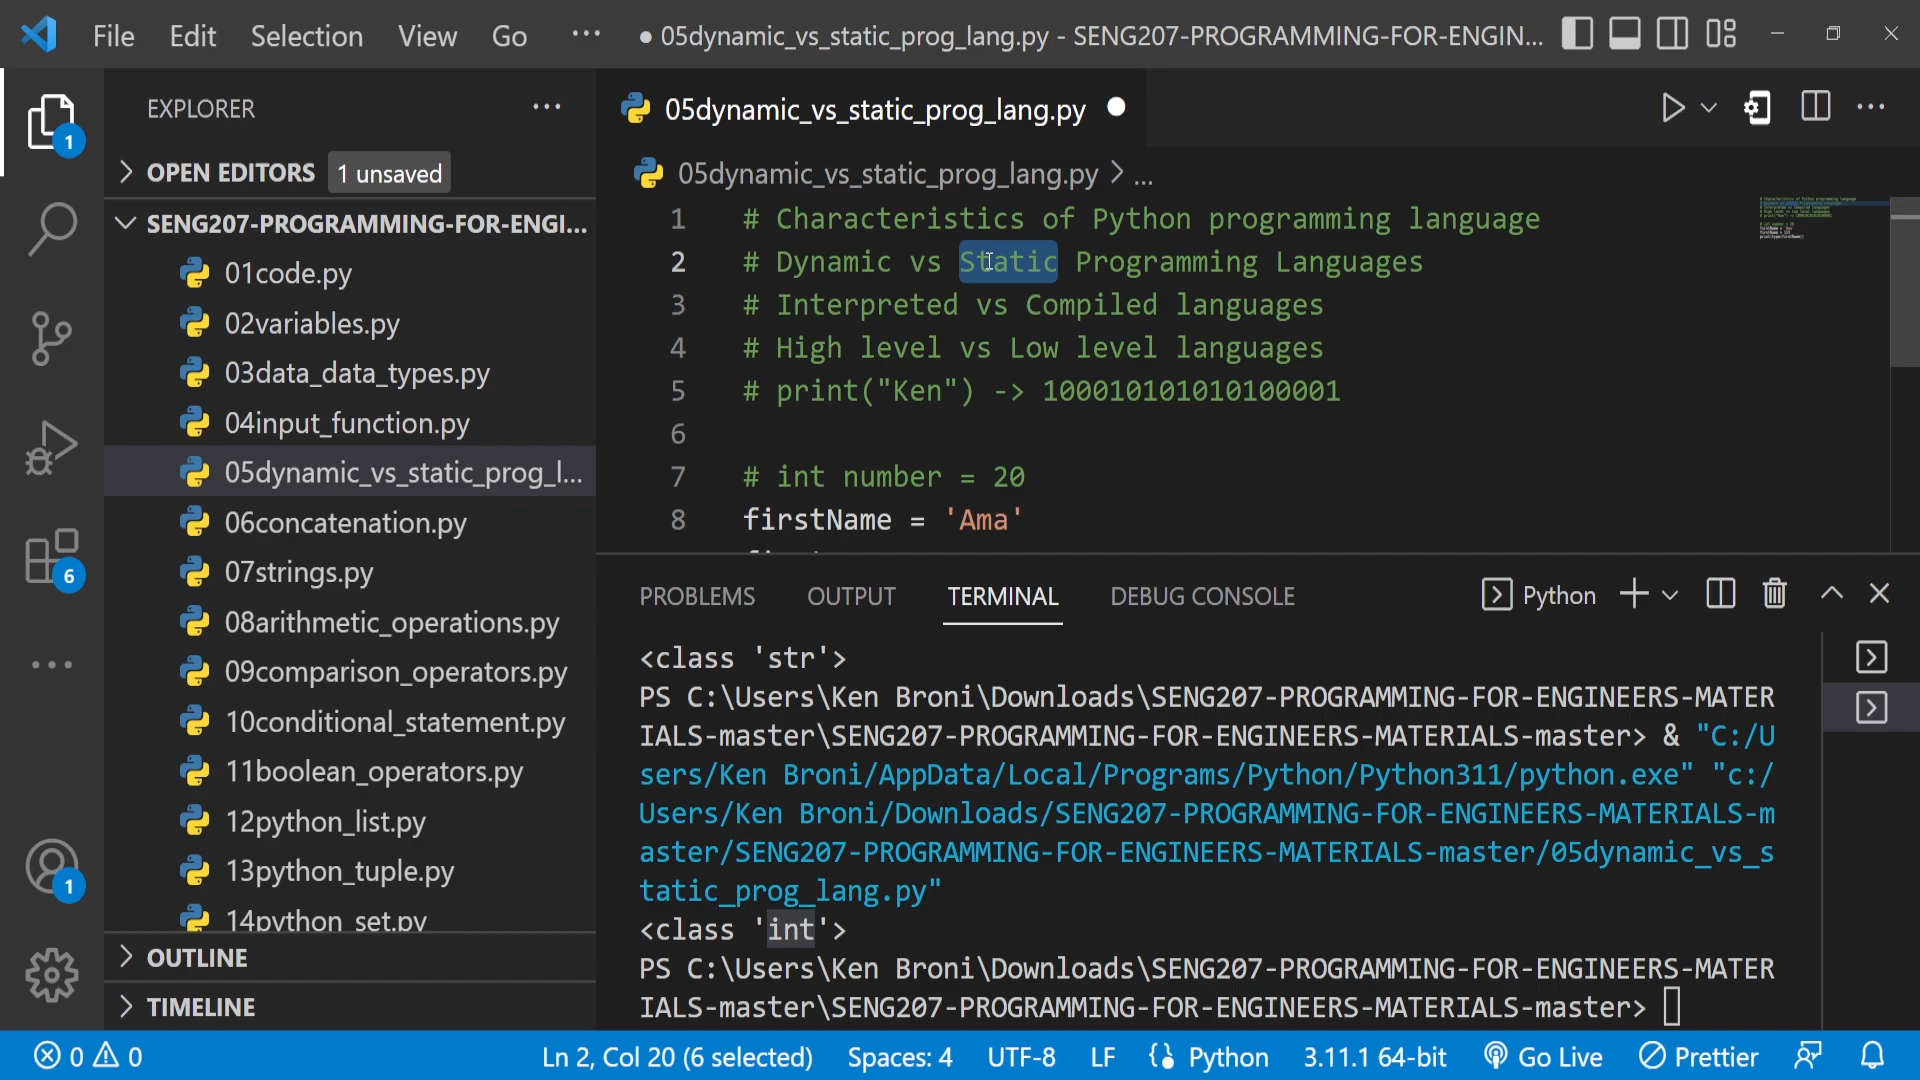 File Edit Selection View Go ··· ● 05dynamic_vs_static_prog_lang.py - SENG207-PROGRAMMING-FOR-ENGIN...
EXPLORER ···
OPEN EDITORS 1 unsaved
SENG207-PROGRAMMING-FOR-ENGI...
01code.py
02variables.py
03data_data_types.py
04input_function.py
05dynamic_vs_static_prog_l...
06concatenation.py
07strings.py
08arithmetic_operations.py
09comparison_operators.py
10conditional_statement.py
11boolean_operators.py
12python_list.py
13python_tuple.py
14python_set.py
OUTLINE
TIMELINE
1
6
1
05dynamic_vs_static_prog_lang.py
05dynamic_vs_static_prog_lang.py > ...
1 # Characteristics of Python programming language
2 # Dynamic vs Static Programming Languages
3 # Interpreted vs Compiled languages
4 # High level vs Low level languages
5 # print("Ken") -> 100010101010100001
6
7 # int number = 20
8 firstName = 'Ama'
PROBLEMS OUTPUT TERMINAL DEBUG CONSOLE Python
<class 'str'>
PS C:\Users\Ken Broni\Downloads\SENG207-PROGRAMMING-FOR-ENGINEERS-MATER
IALS-master\SENG207-PROGRAMMING-FOR-ENGINEERS-MATERIALS-master> & "C:/U
sers/Ken Broni/AppData/Local/Programs/Python/Python311/python.exe" "c:/
Users/Ken Broni/Downloads/SENG207-PROGRAMMING-FOR-ENGINEERS-MATERIALS-m
aster/SENG207-PROGRAMMING-FOR-ENGINEERS-MATERIALS-master/05dynamic_vs_s
tatic_prog_lang.py"
<class 'int'>
PS C:\Users\Ken Broni\Downloads\SENG207-PROGRAMMING-FOR-ENGINEERS-MATER
IALS-master\SENG207-PROGRAMMING-FOR-ENGINEERS-MATERIALS-master>
0 0 Ln 2, Col 20 (6 selected) Spaces: 4 UTF-8 LF Python 3.11.1 64-bit Go Live Prettier